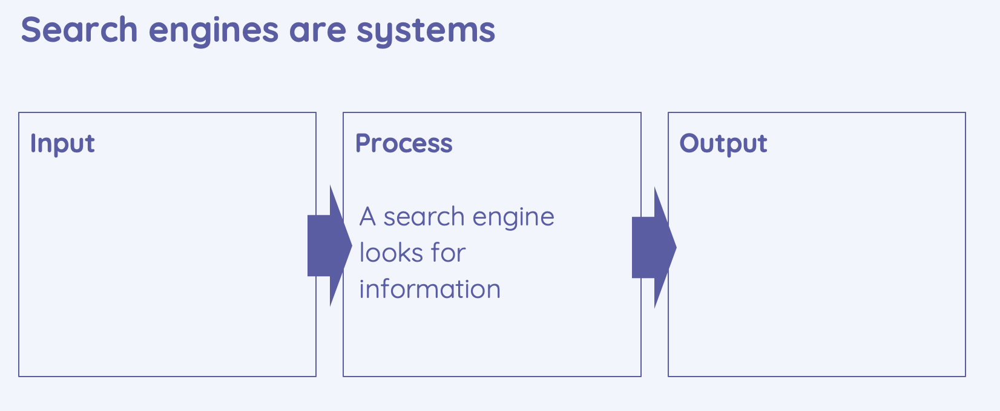 Search engines are systems
Input
Process
A search engine
looks for
information
Output